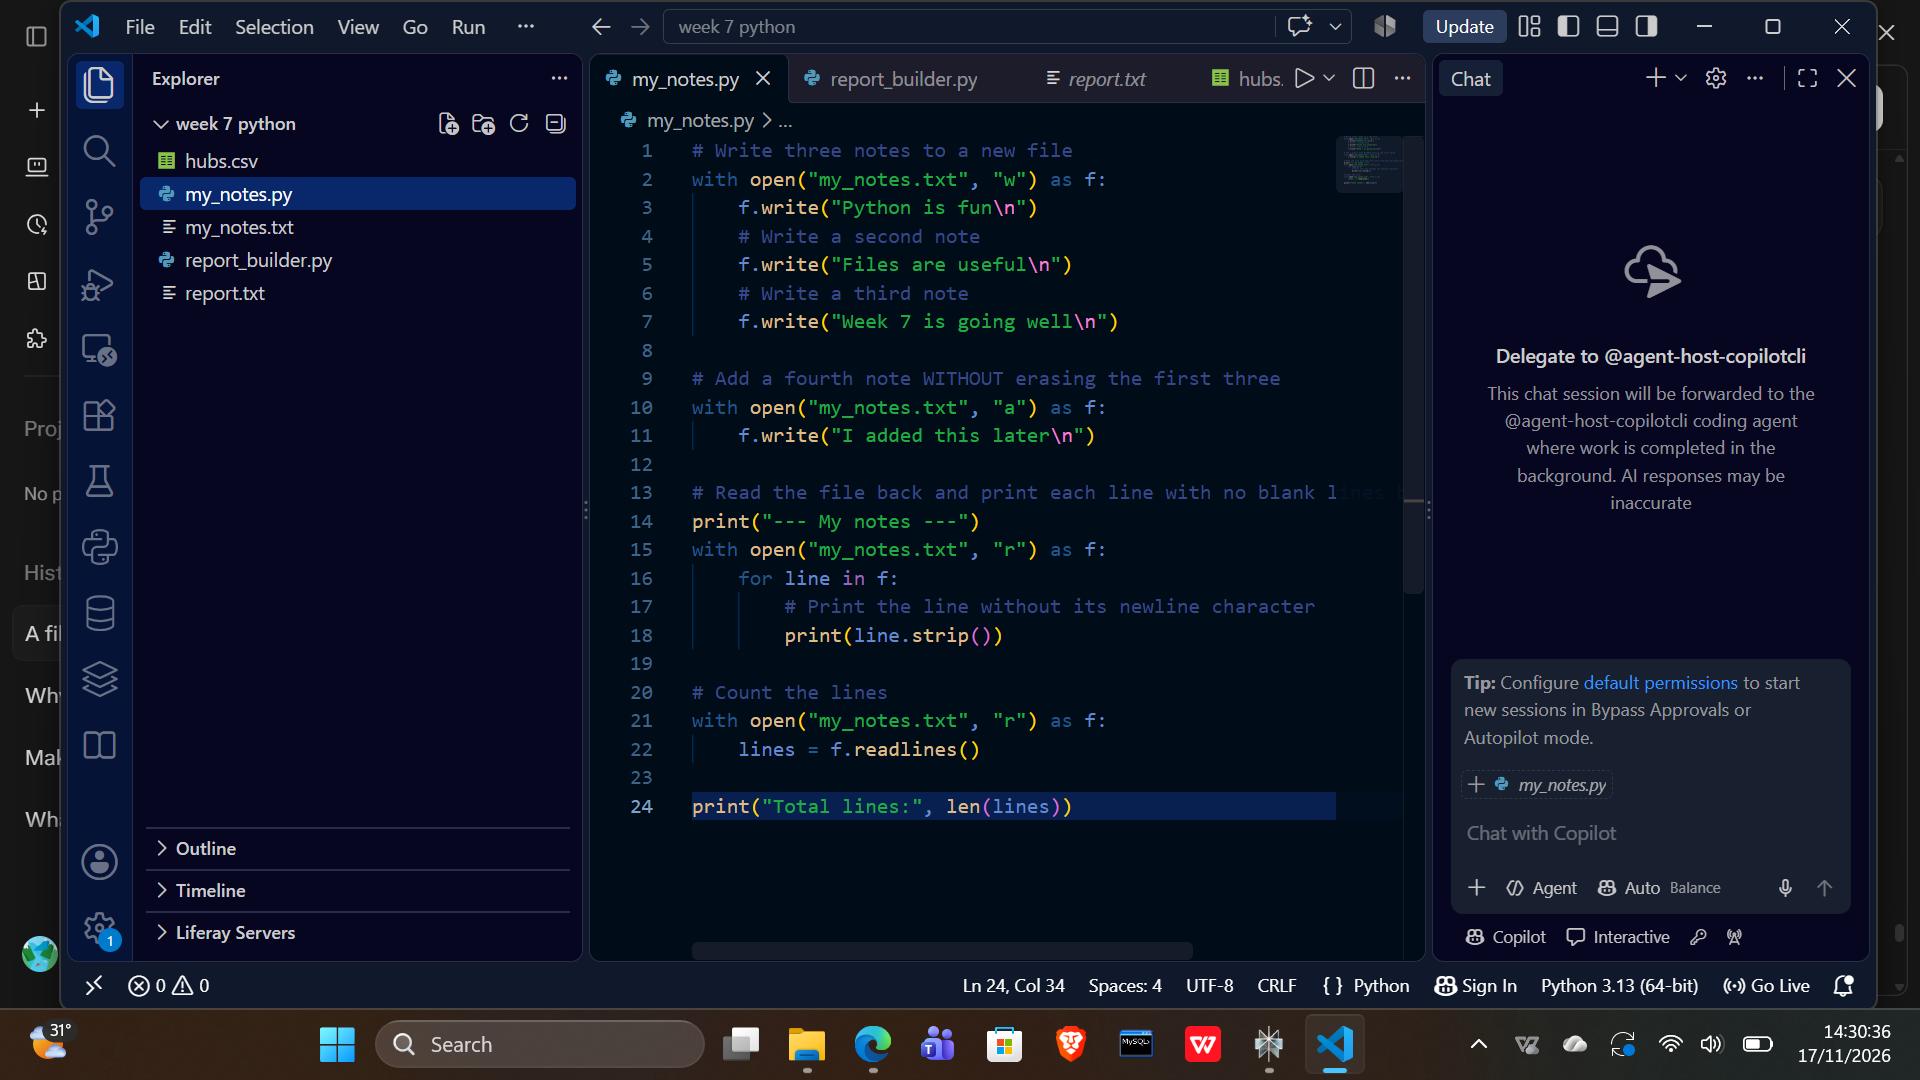 File Edit Selection View Go Run ··· week 7 python Update
Explorer
week 7 python
hubs.csv
my_notes.py
my_notes.txt
report_builder.py
report.txt
Outline
Timeline
Liferay Servers
my_notes.py report_builder.py report.txt hubs.
my_notes.py > ...
1 # Write three notes to a new file
2 with open("my_notes.txt", "w") as f:
3 f.write("Python is fun\n")
4 # Write a second note
5 f.write("Files are useful\n")
6 # Write a third note
7 f.write("Week 7 is going well\n")
8
9 # Add a fourth note WITHOUT erasing the first three
10 with open("my_notes.txt", "a") as f:
11 f.write("I added this later\n")
12
13 # Read the file back and print each line with no blank lines
14 print("--- My notes ---")
15 with open("my_notes.txt", "r") as f:
16 for line in f:
17 # Print the line without its newline character
18 print(line.strip())
19
20 # Count the lines
21 with open("my_notes.txt", "r") as f:
22 lines = f.readlines()
23
24 print("Total lines:", len(lines))
Chat
Delegate to @agent-host-copilotcli
This chat session will be forwarded to the
@agent-host-copilotcli coding agent
where work is completed in the
background. AI responses may be
inaccurate
Tip: Configure default permissions to start
new sessions in Bypass Approvals or
Autopilot mode.
my_notes.py
Chat with Copilot
Agent Auto Balance
Copilot Interactive
Proj
No p
Hist
A fil
Why
Mak
Wha
1
0 0 Ln 24, Col 34 Spaces: 4 UTF-8 CRLF { } Python Sign In Python 3.13 (64-bit) Go Live
31° Search MySQL 14:30:36
17/11/2026